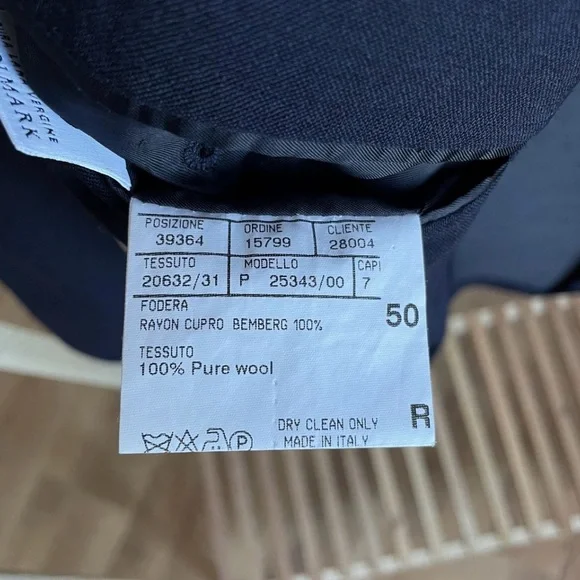 VERGINE
MARK
POSIZIONE ORDINE CLIENTE
39364 15799 28004
TESSUTO MODELLO CAPI
20632/31 P 25343/00 7
FODERA
RAYON CUPRO BEMBERG 100% 50
TESSUTO
100% Pure wool
DRY CLEAN ONLY R
P MADE IN ITALY